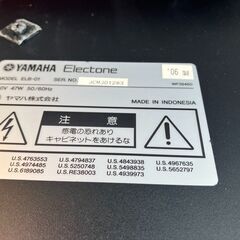 YAMAHA Electone
MODEL ELB-01 SERIAL NO. '06
0V 47W 50/60Hz
ヤマハ株式会社 MADE IN INDONESIA
注意
感電の恐れあり
キャビネットをあけるな
U.S.4763553 U.S.4794837 U.S.4843938 U.S.4967635
U.S.4974485 U.S.5250748 U.S.5498835 U.S.5652797
U.S.6189085 U.S.RE38003 U.S.4939973